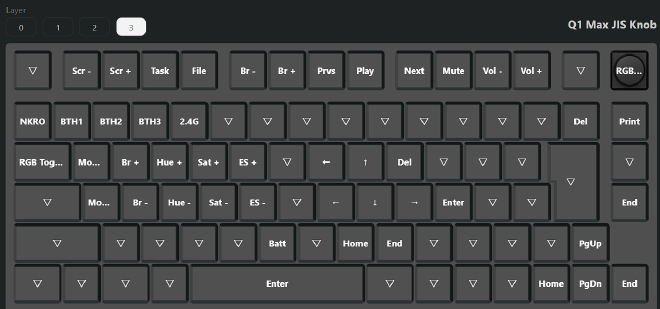 Layer
0 1 2 3
Q1 Max JIS Knob
▽ Scr - Scr + Task File Br - Br + Prvs Play Next Mute Vol - Vol + ▽ RGB...
NKRO BTH1 BTH2 BTH3 2.4G ▽ ▽ ▽ ▽ ▽ ▽ ▽ ▽ ▽ Del Print
RGB Tog... Mo... Br + Hue + Sat + ES + ▽ ← ↑ Del ▽ ▽ ▽ ▽ ▽
▽ Mo... Br - Hue - Sat - ES - ▽ ← ↓ → Enter ▽ ▽ End
▽ ▽ ▽ ▽ ▽ Batt ▽ Home End ▽ ▽ ▽ ▽ PgUp
▽ ▽ ▽ ▽ Enter ▽ ▽ ▽ ▽ Home PgDn End